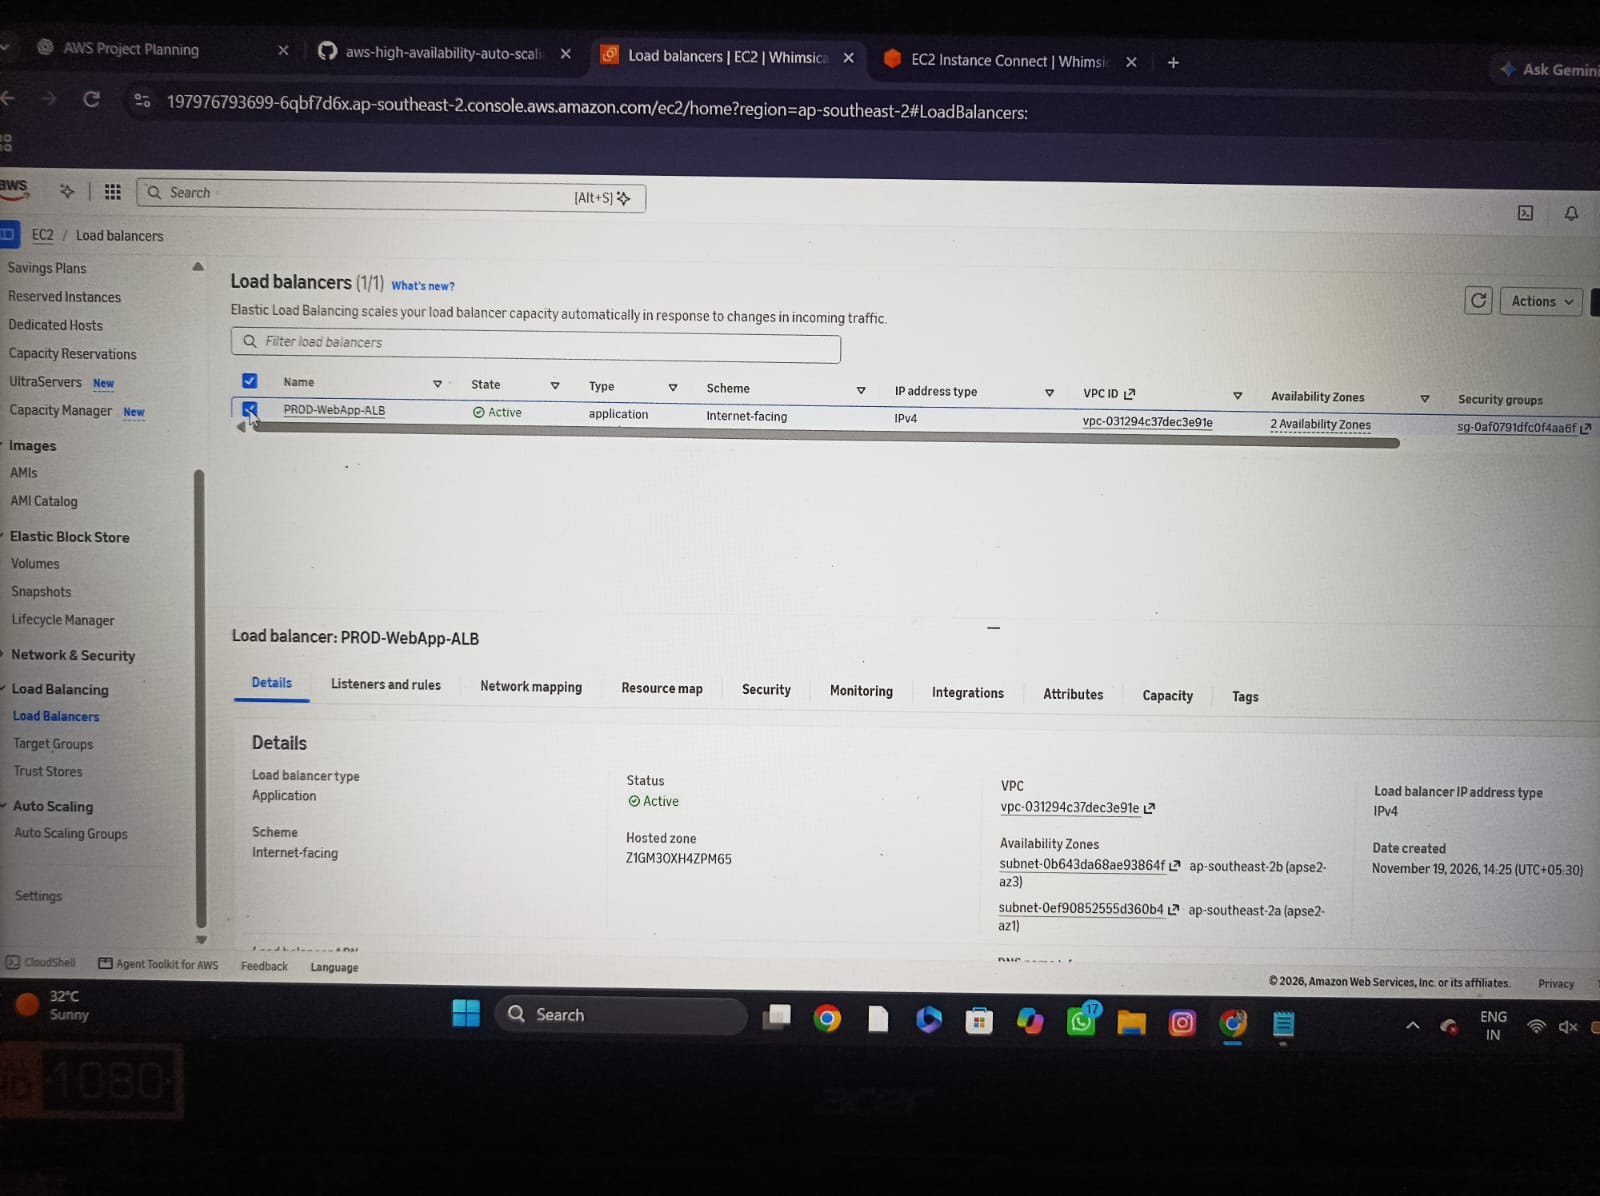 AWS Project Planning
aws-high-availability-auto-scali
Load balancers | EC2 | Whimsica
EC2 Instance Connect | Whimsic
Ask Gemini
197976793699-6qbf7d6x.ap-southeast-2.console.aws.amazon.com/ec2/home?region=ap-southeast-2#LoadBalancers:
aws
Search
[Alt+S]
EC2 / Load balancers
Savings Plans
Reserved Instances
Dedicated Hosts
Capacity Reservations
UltraServers New
Capacity Manager New
Images
AMIs
AMI Catalog
Elastic Block Store
Volumes
Snapshots
Lifecycle Manager
Network & Security
Load Balancing
Load Balancers
Target Groups
Trust Stores
Auto Scaling
Auto Scaling Groups
Settings
Load balancers (1/1) What's new?
Actions
Elastic Load Balancing scales your load balancer capacity automatically in response to changes in incoming traffic.
Filter load balancers
Name State Type Scheme IP address type VPC ID Availability Zones Security groups
PROD-WebApp-ALB Active application Internet-facing IPv4 vpc-031294c37dec3e91e 2 Availability Zones sg-0af0791dfc0f4aa6f
Load balancer: PROD-WebApp-ALB
Details Listeners and rules Network mapping Resource map Security Monitoring Integrations Attributes Capacity Tags
Details
Load balancer type
Application
Scheme
Internet-facing
Status
Active
Hosted zone
Z1GM3OXH4ZPM65
VPC
vpc-031294c37dec3e91e
Availability Zones
subnet-0b643da68ae93864f ap-southeast-2b (apse2-
az3)
subnet-0ef90852555d360b4 ap-southeast-2a (apse2-
az1)
Load balancer IP address type
IPv4
Date created
November 19, 2026, 14:25 (UTC+05:30)
CloudShell Agent Toolkit for AWS Feedback Language
© 2026, Amazon Web Services, Inc. or its affiliates. Privacy
32°C
Sunny
Search
17
ENG
IN
HD 1080
acer